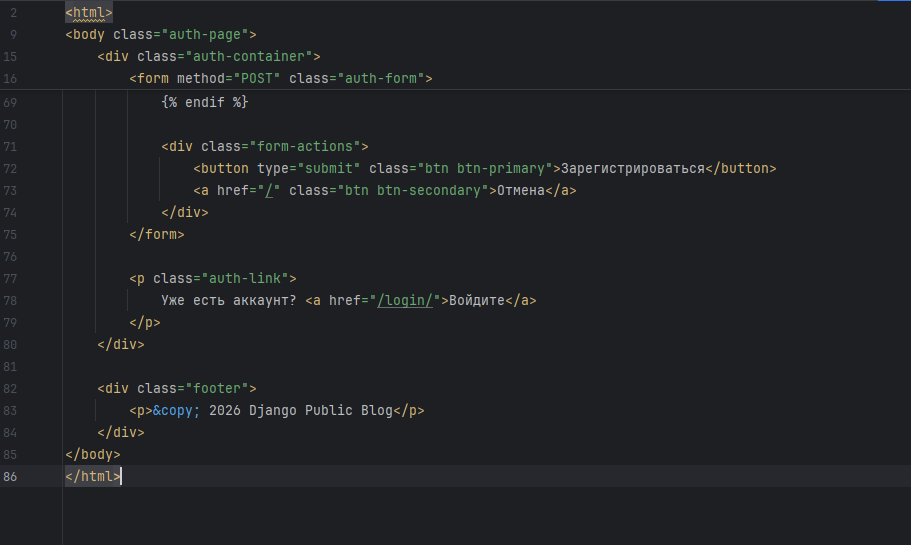 2 <html>
9 <body class="auth-page">
15 <div class="auth-container">
16 <form method="POST" class="auth-form">
69 {% endif %}
70
71 <div class="form-actions">
72 <button type="submit" class="btn btn-primary">Зарегистрироваться</button>
73 <a href="/" class="btn btn-secondary">Отмена</a>
74 </div>
75 </form>
76
77 <p class="auth-link">
78 Уже есть аккаунт? <a href="/login/">Войдите</a>
79 </p>
80 </div>
81
82 <div class="footer">
83 <p>&copy; 2026 Django Public Blog</p>
84 </div>
85 </body>
86 </html>